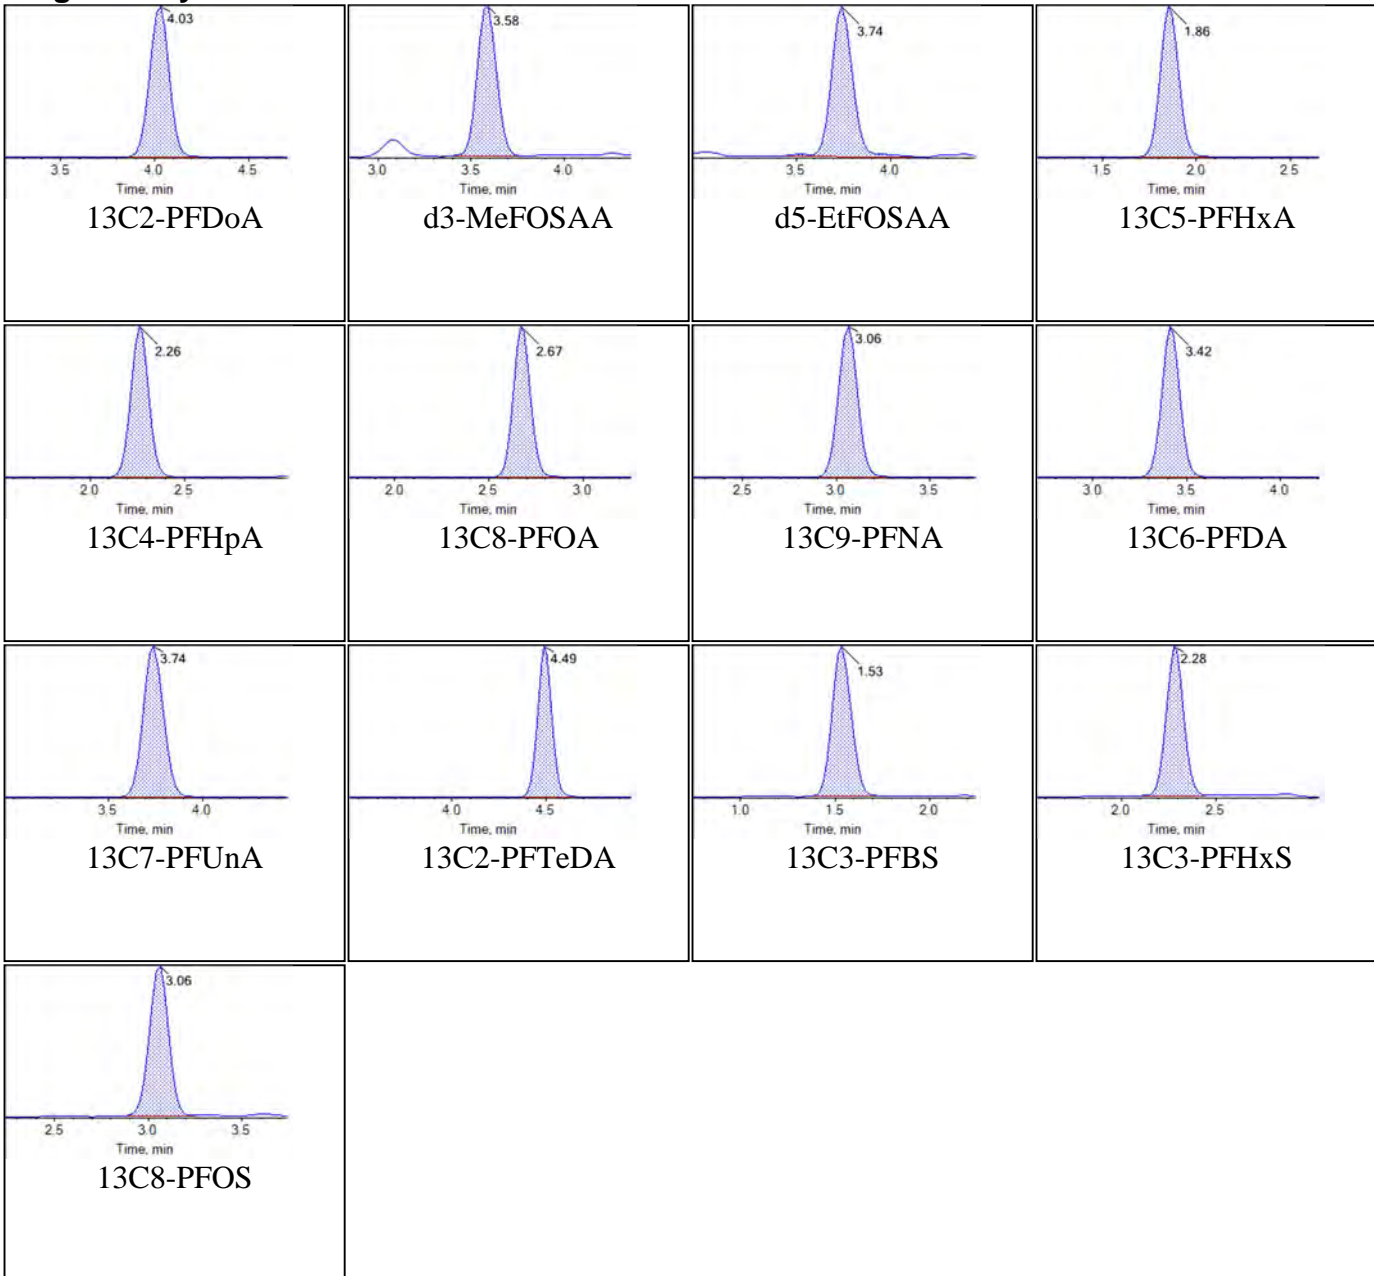 4.03
3.5 4.0 4.5
Time, min
13C2-PFDoA
3.58
3.0 3.5 4.0
Time, min
d3-MeFOSAA
3.74
3.5 4.0
Time, min
d5-EtFOSAA
1.86
1.5 2.0 2.5
Time, min
13C5-PFHxA
2.26
2.0 2.5
Time, min
13C4-PFHpA
2.67
2.0 2.5 3.0
Time, min
13C8-PFOA
3.06
2.5 3.0 3.5
Time, min
13C9-PFNA
3.42
3.0 3.5 4.0
Time, min
13C6-PFDA
3.74
3.5 4.0
Time, min
13C7-PFUnA
4.49
4.0 4.5
Time, min
13C2-PFTeDA
1.53
1.0 1.5 2.0
Time, min
13C3-PFBS
2.28
2.0 2.5
Time, min
13C3-PFHxS
3.06
2.5 3.0 3.5
Time, min
13C8-PFOS